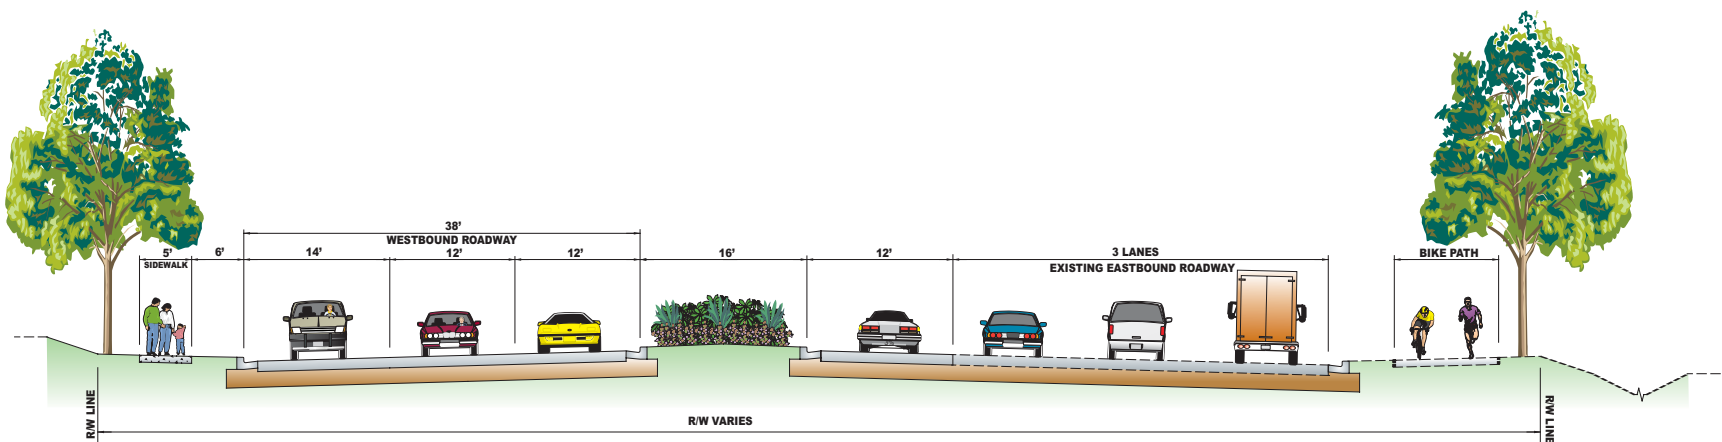 38’
WESTBOUND ROADWAY
5’
6’
14’
12’
12’
16’
12’
3 LANES
BIKE PATH
SIDEWALK
EXISTING EASTBOUND ROADWAY
R/W LINE
R/W VARIES
R/W LINE